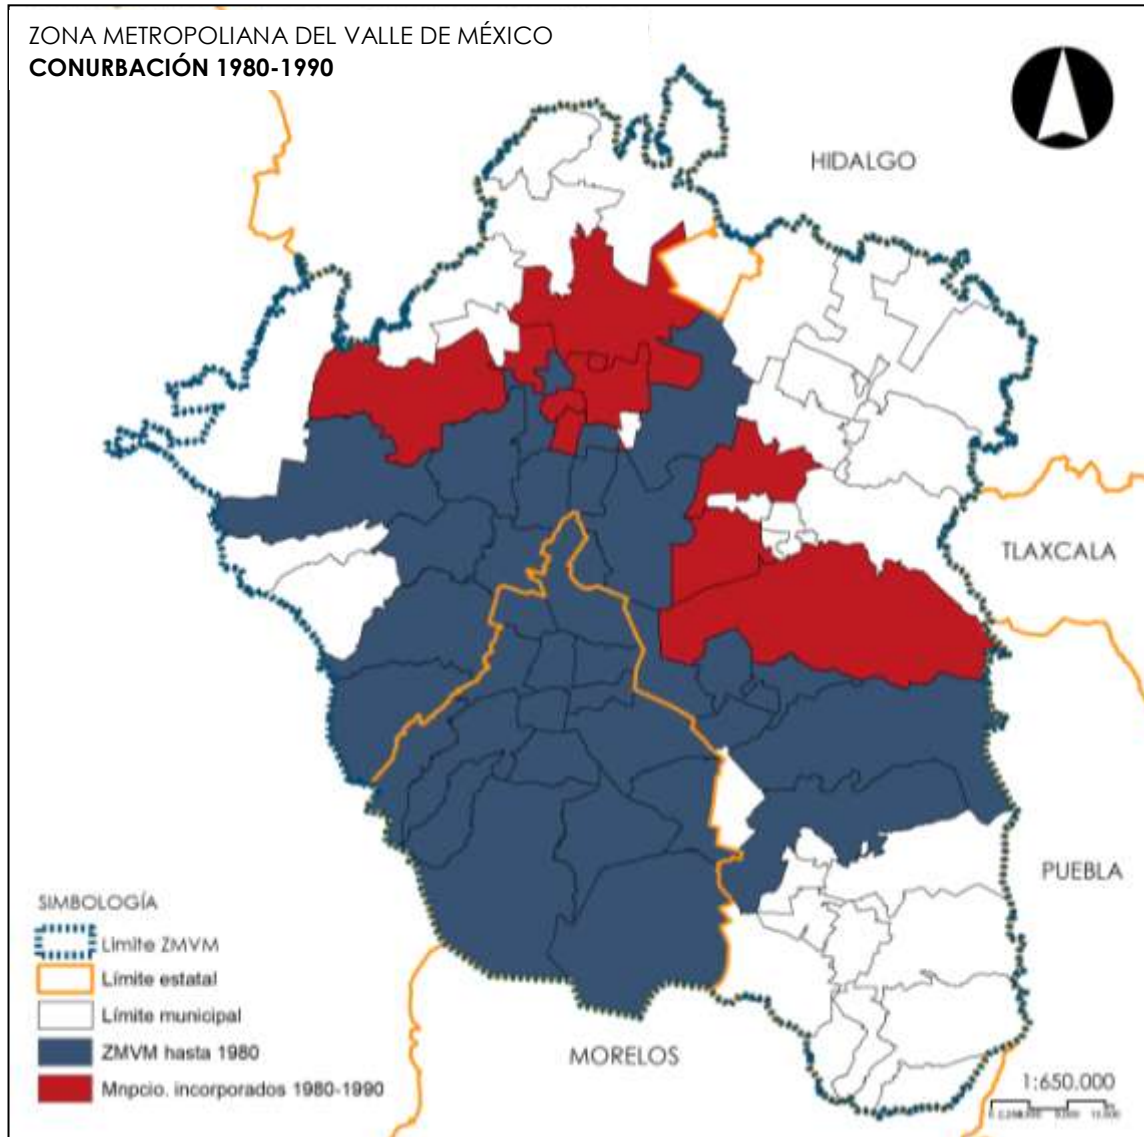 ZONA METROPOLIANA DEL VALLE DE MÉXICO
CONURBACIÓN 1980-1990
HIDALGO
TLAXCALA
PUEBLA
MORELOS
SIMBOLOGÍA
Limite ZMVM
Límite estatal
Límite municipal
ZMVM hasta 1980
Mnpcio. incorporados 1980-1990
1:650.000